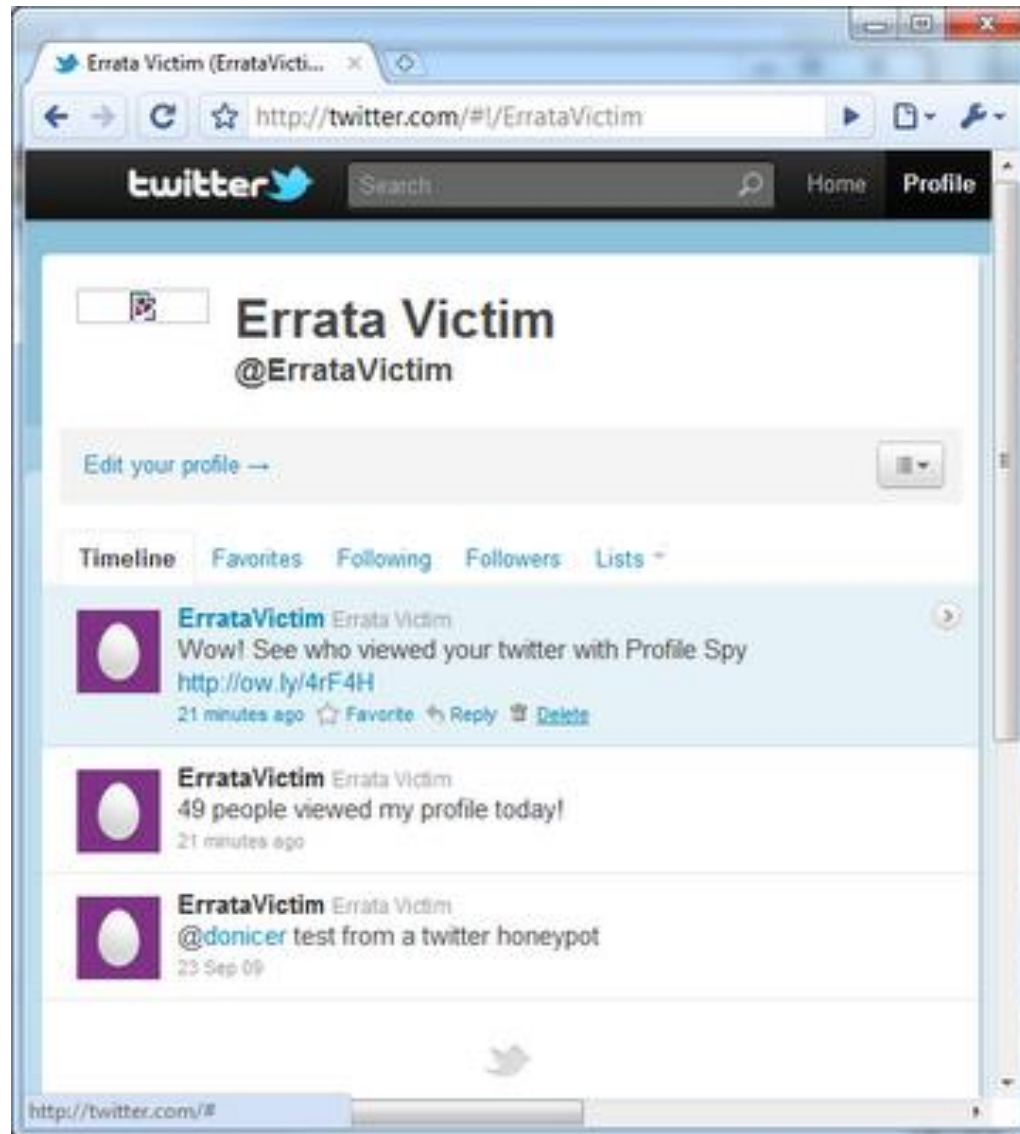 Errata Victim (ErrataVicti...
http://twitter.com/#!/ErrataVictim
twitter
Search
Home
Profile
Errata Victim
@ErrataVictim
Edit your profile →
Timeline Favorites Following Followers Lists
ErrataVictim Errata Victim
Wow! See who viewed your twitter with Profile Spy
http://ow.ly/4rF4H
21 minutes ago Favorite Reply Delete
ErrataVictim Errata Victim
49 people viewed my profile today!
21 minutes ago
ErrataVictim Errata Victim
@donicer test from a twitter honeypot
23 Sep 09
http://twitter.com/#